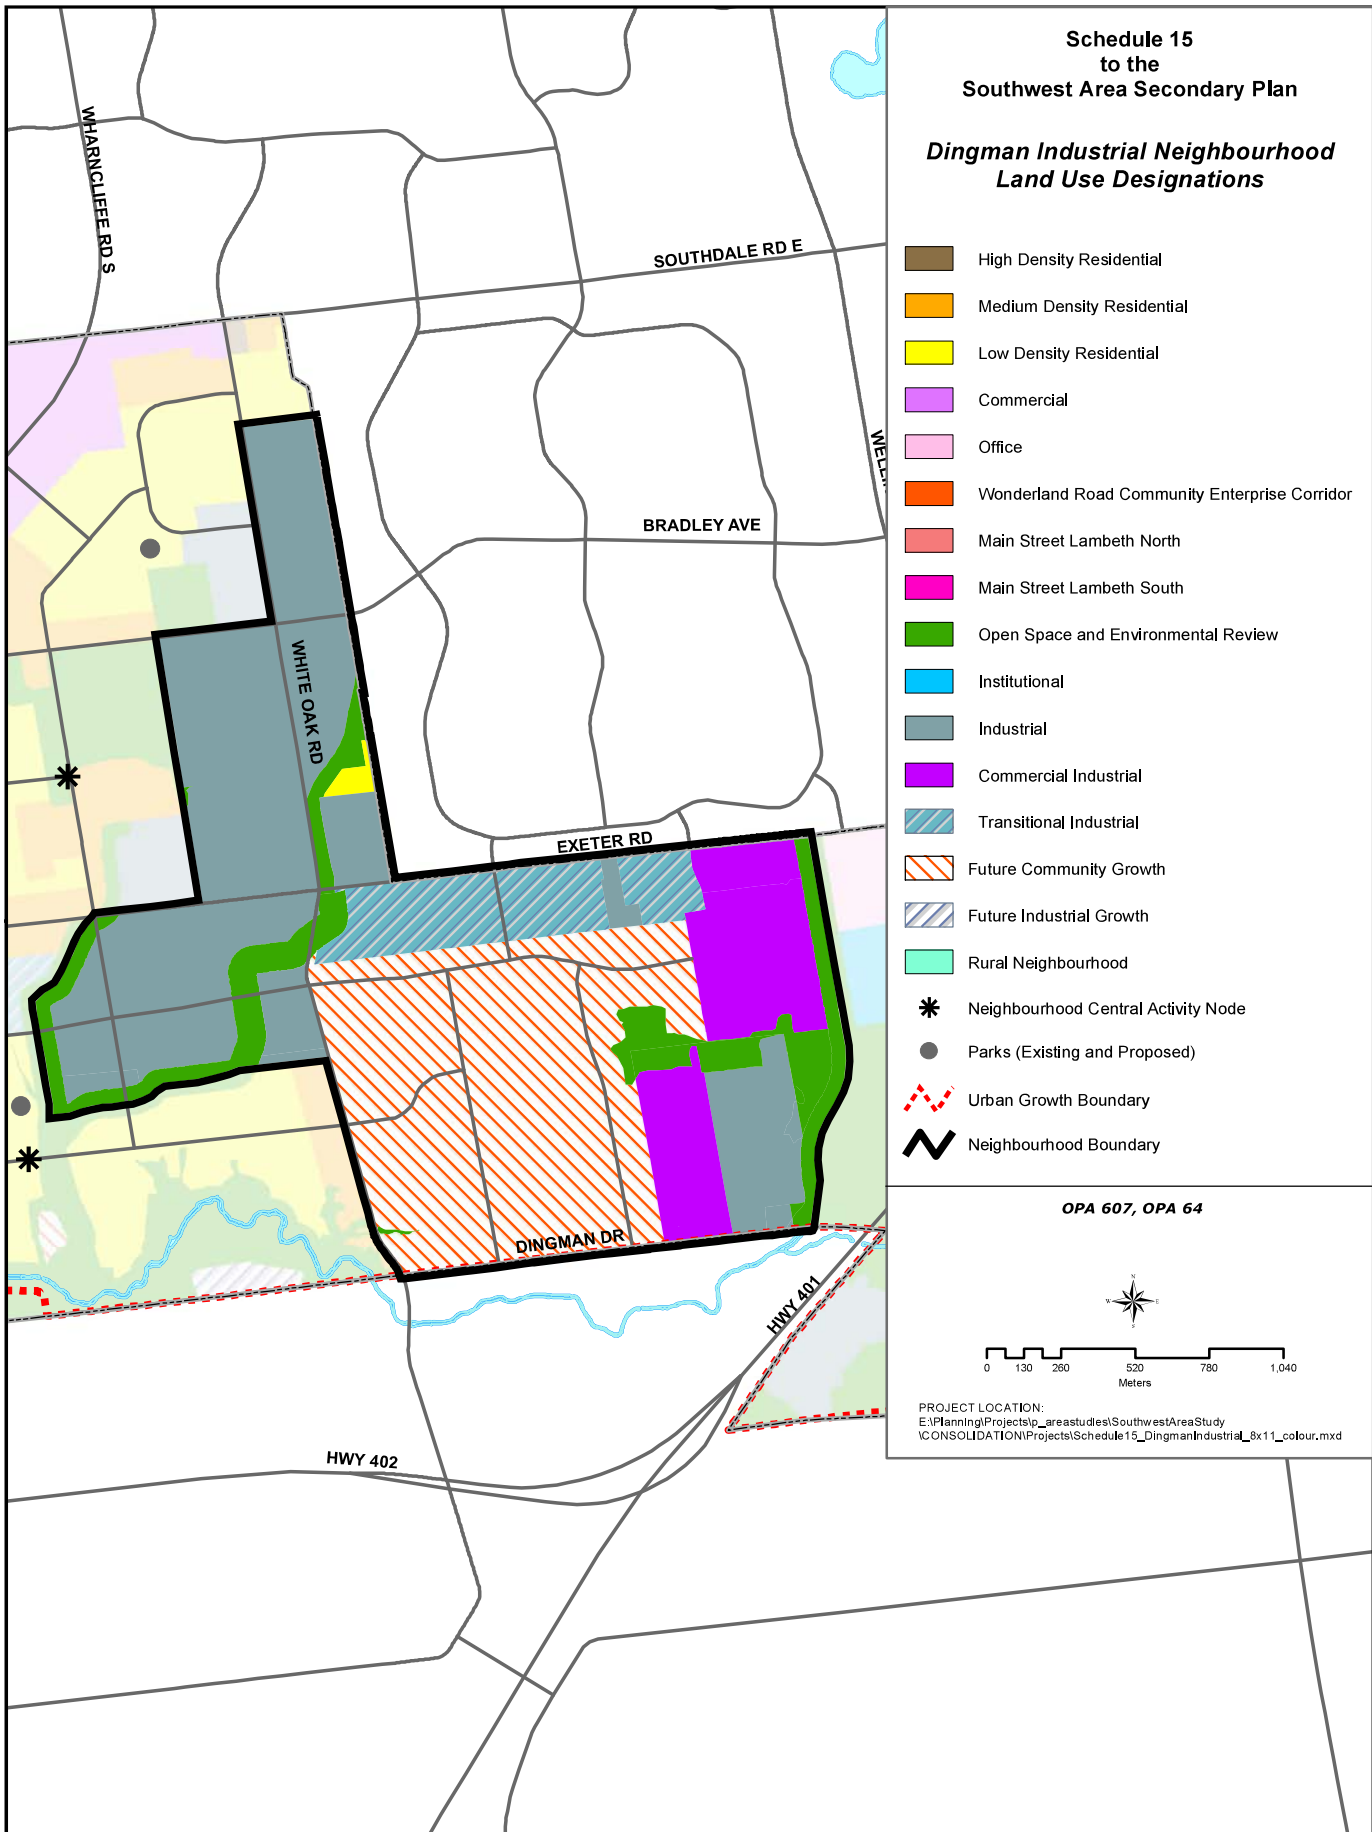 Schedule 15
to the
Southwest Area Secondary Plan
Dingman Industrial Neighbourhood
Land Use Designations
High Density Residential
Medium Density Residential
Low Density Residential
Commercial
Office
Wonderland Road Community Enterprise Corridor
Main Street Lambeth North
Main Street Lambeth South
Open Space and Environmental Review
Institutional
Industrial
Commercial Industrial
Transitional Industrial
Future Community Growth
Future Industrial Growth
Rural Neighbourhood
Neighbourhood Central Activity Node
Parks (Existing and Proposed)
Urban Growth Boundary
Neighbourhood Boundary
OPA 607, OPA 64
N
W E
S
0 130 260 520 780 1,040
Meters
PROJECT LOCATION:
E:\Planning\Projects\p_areastudies\SouthwestAreaStudy
\CONSOLIDATION\Projects\Schedule15_DingmanIndustrial_8x11_colour.mxd
WHARNCLIFFE RD S
SOUTHDALE RD E
BRADLEY AVE
WHITE OAK RD
EXETER RD
DINGMAN DR
HWY 401
HWY 402